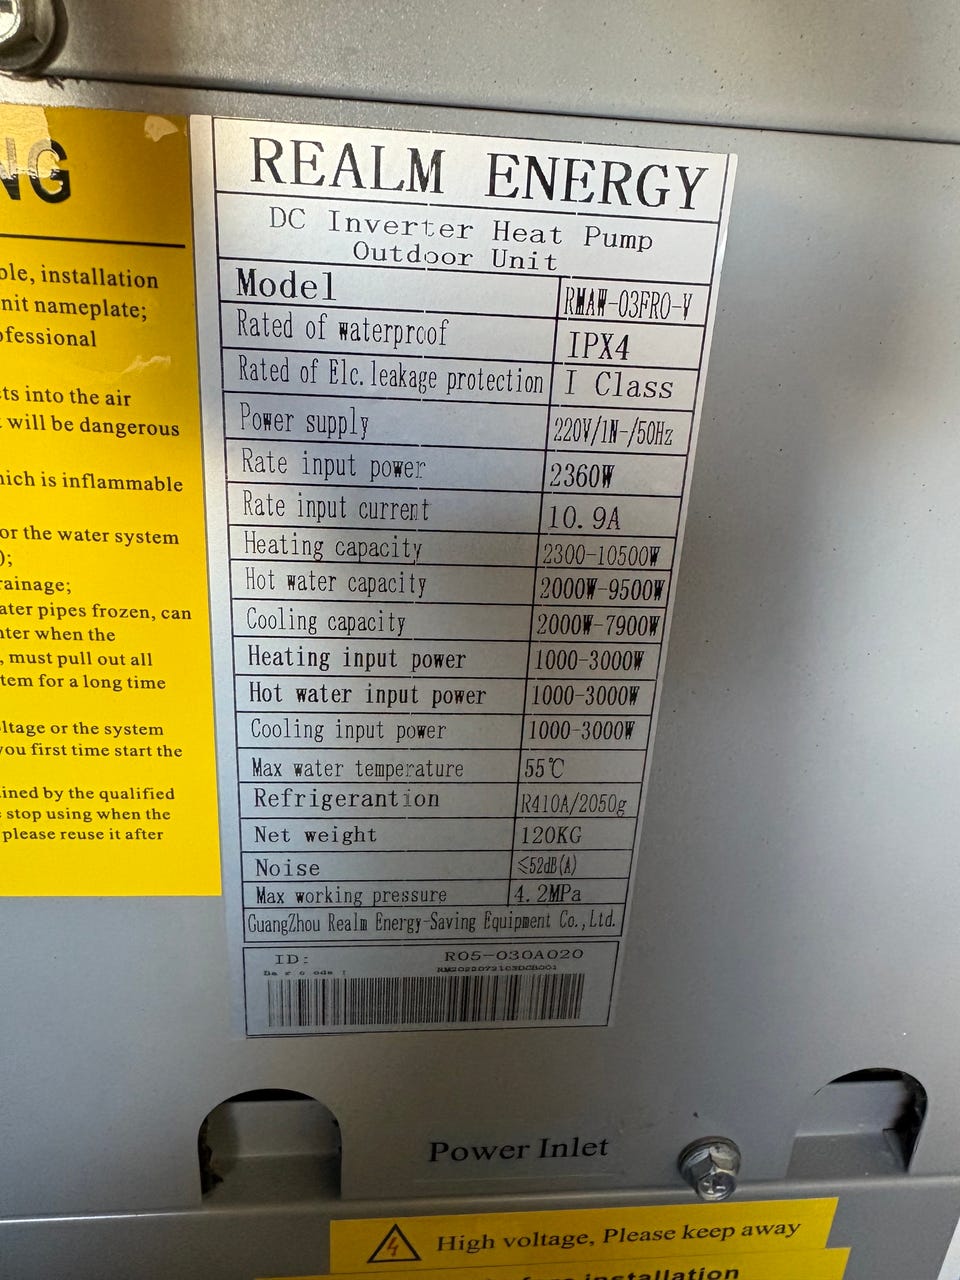 NG
ole, installation
nit nameplate;
ofessional
ts into the air
will be dangerous
ich is inflammable
or the water system
);
rainage;
ater pipes frozen, can
ter when the
, must pull out all
tem for a long time
ltage or the system
you first time start the
ined by the qualified
stop using when the
please reuse it after
REALM ENERGY
DC Inverter Heat Pump
Outdoor Unit
Model RMAW-03FRO-V
Rated of waterproof IPX4
Rated of Elc. leakage protection I Class
Power supply 220V/1N-/50Hz
Rate input power 2360W
Rate input current 10.9A
Heating capacity 2300-10500W
Hot water capacity 2000W-9500W
Cooling capacity 2000W-7900W
Heating input power 1000-3000W
Hot water input power 1000-3000W
Cooling input power 1000-3000W
Max water temperature 55℃
Refrigerantion R410A/2050g
Net weight 120KG
Noise ≤52dB(A)
Max working pressure 4.2MPa
GuangZhou Realm Energy-Saving Equipment Co., Ltd.
ID: R05-030A020
Power Inlet
High voltage, Please keep away
installation